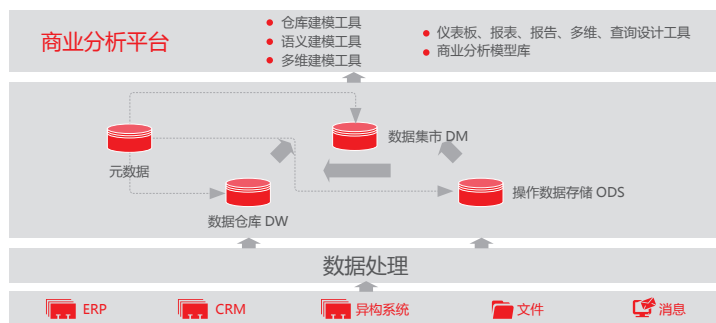 商业分析平台
仓库建模工具
语义建模工具
多维建模工具
仪表板、报表、报告、多维、查询设计工具
商业分析模型库
数据集市 DM
元数据
操作数据存储 ODS
数据仓库 DW
数据处理
ERP
CRM
异构系统
文件
消息